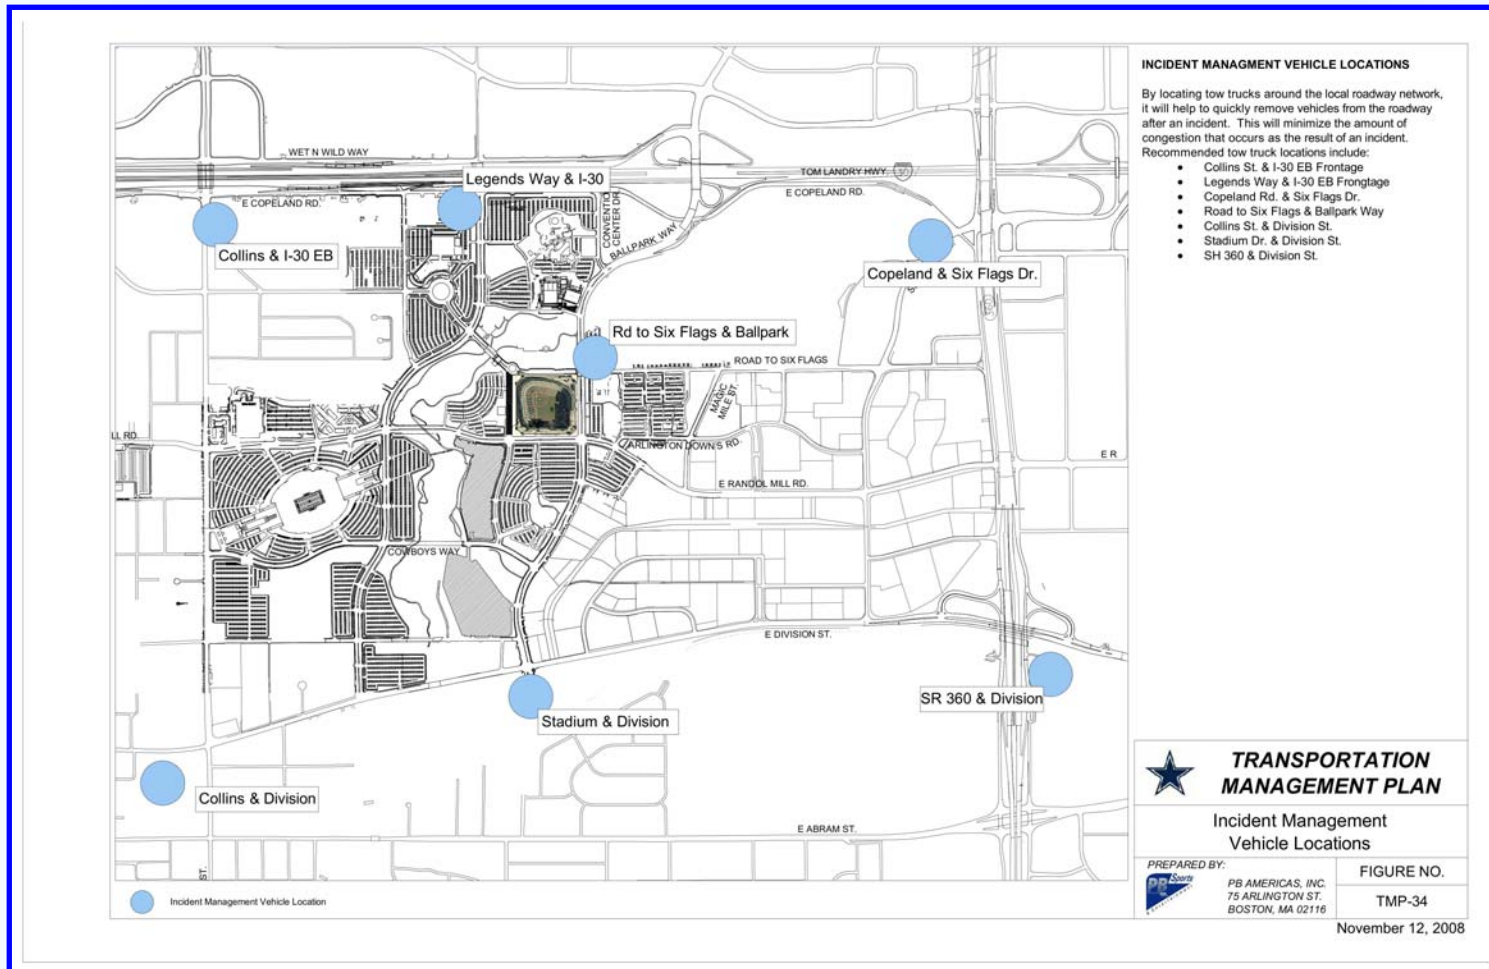 INCIDENT MANAGMENT VEHICLE LOCATIONS
By locating tow trucks around the local roadway network,
it will help to quickly remove vehicles from the roadway
after an incident. This will minimize the amount of
congestion that occurs as the result of an incident.
Recommended tow truck locations include:
• Collins St. & I-30 EB Frontage
• Legends Way & I-30 EB Frongtage
• Copeland Rd. & Six Flags Dr.
• Road to Six Flags & Ballpark Way
• Collins St. & Division St.
• Stadium Dr. & Division St.
• SH 360 & Division St.
WET N WILD WAY
TOM LANDRY HWY.
30
Legends Way & I-30
E COPELAND RD.
E COPELAND RD.
CONVENTIO
CENTER DR
BALLPARK WAY
Collins & I-30 EB
Copeland & Six Flags Dr.
360
Rd to Six Flags & Ballpark
ROAD TO SIX FLAGS
MAGIC
MILE ST.
LL RD.
ARLINGTON DOWNS RD.
E R
E RANDOL MILL RD.
COWBOYS WAY
E DIVISION ST.
SR 360 & Division
Stadium & Division
Collins & Division
E ABRAM ST.
ST.
Incident Management Vehicle Location
TRANSPORTATION
MANAGEMENT PLAN
Incident Management
Vehicle Locations
PREPARED BY:
PB Sports
PB AMERICAS, INC.
75 ARLINGTON ST.
BOSTON, MA 02116
FIGURE NO.
TMP-34
November 12, 2008